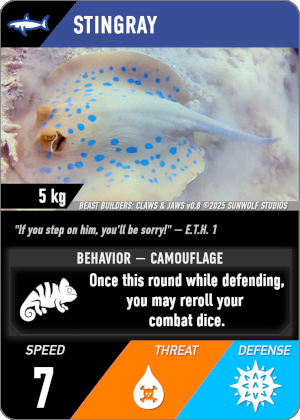 STINGRAY
5 kg
BEAST BUILDERS: CLAWS & JAWS v0.8 ©2025 SUNWOLF STUDIOS
"If you step on him, you'll be sorry!" — E.T.H. 1
BEHAVIOR — CAMOUFLAGE
Once this round while defending,
you may reroll your
combat dice.
SPEED THREAT DEFENSE
7